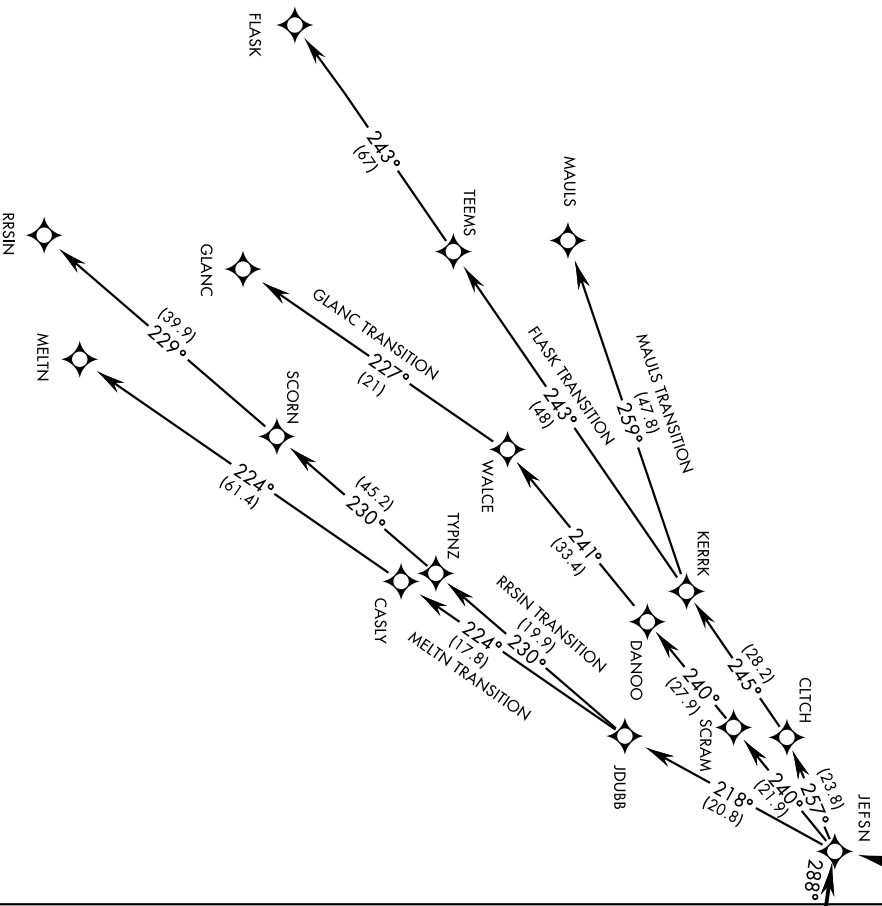 FLASK
243°
(67)
MAULS
TEEMS
RRSIN
GLANC
GLANC TRANSITION
227°
(21)
FLASK TRANSITION
243°
(48)
MAULS TRANSITION
(47.8)
259°
(39.9)
229°
MELTN
SCORN
WALCE
224°
(61.4)
(45.2)
230°
TYPNZ
241°
(33.4)
KERRK
CASLY
RRSIN TRANSITION
(19.9)
230°
224°
(17.8)
MELTN TRANSITION
DANOO
(28.2)
245°
240°
(27.9)
CLTCH
SCRAM
JDUBB
218°
(20.8)
(23.8)
257°
240°
(21.9)
JEFSN
288°